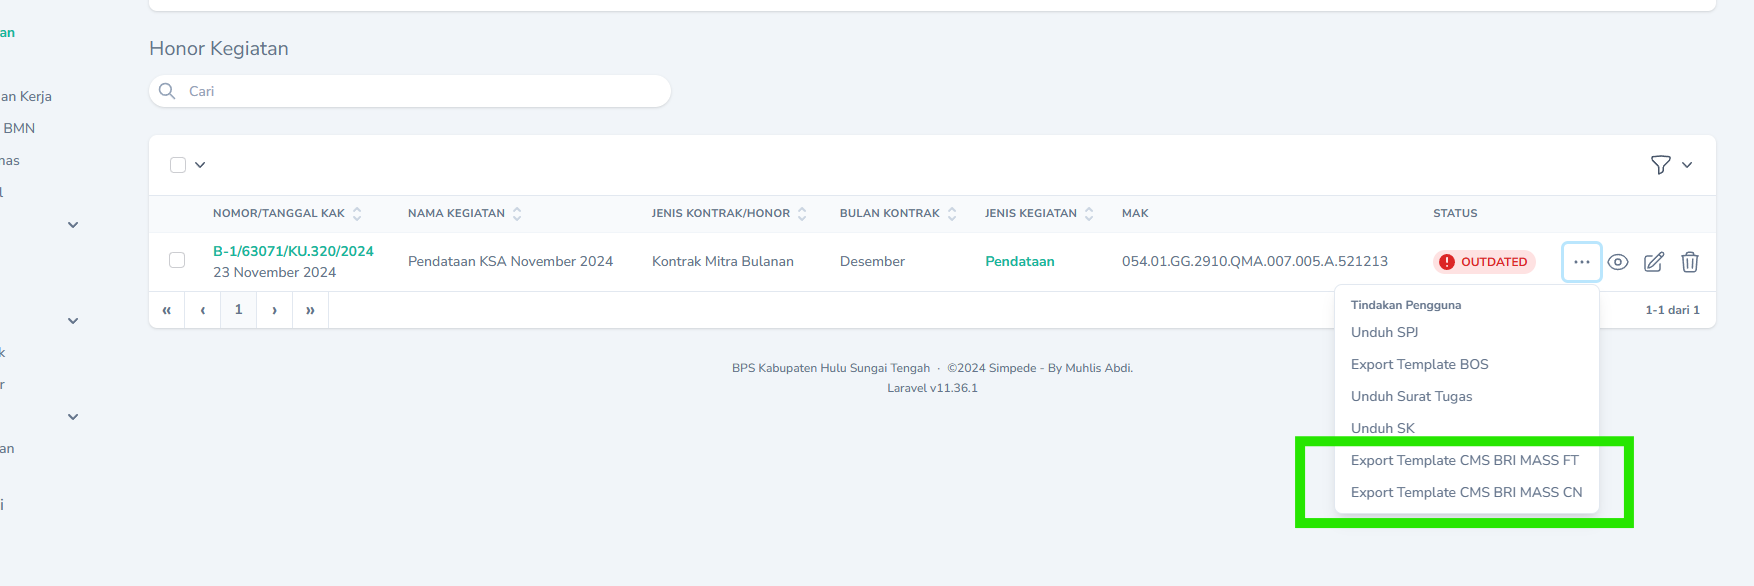 an
an Kerja
BMN
nas
l
k
r
an
i
Honor Kegiatan
Cari
NOMOR/TANGGAL KAK NAMA KEGIATAN JENIS KONTRAK/HONOR BULAN KONTRAK JENIS KEGIATAN MAK STATUS
B-1/63071/KU.320/2024
23 November 2024
Pendataan KSA November 2024 Kontrak Mitra Bulanan Desember Pendataan 054.01.GG.2910.QMA.007.005.A.521213 OUTDATED
« ‹ 1 › »
1-1 dari 1
Tindakan Pengguna
Unduh SPJ
Export Template BOS
Unduh Surat Tugas
Unduh SK
Export Template CMS BRI MASS FT
Export Template CMS BRI MASS CN
BPS Kabupaten Hulu Sungai Tengah · ©2024 Simpede - By Muhlis Abdi.
Laravel v11.36.1